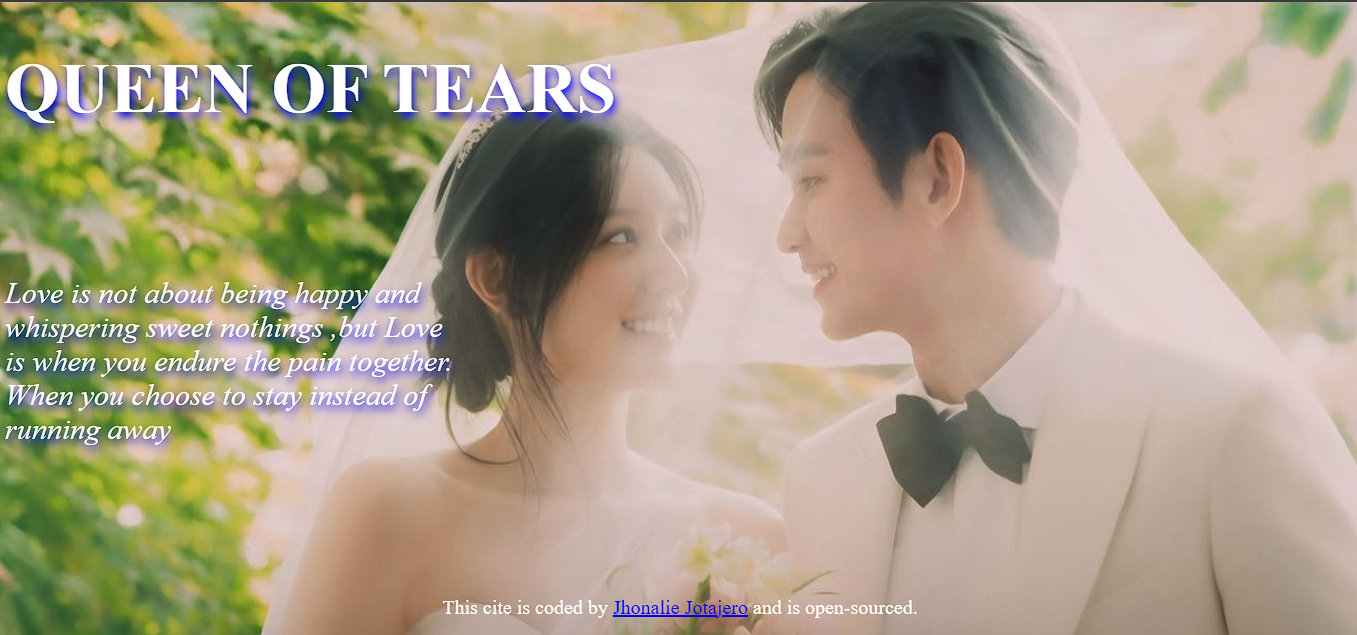 QUEEN OF TEARS
Love is not about being happy and
whispering sweet nothings ,but Love
is when you endure the pain together.
When you choose to stay instead of
running away
This cite is coded by Jhonalie Jotajero and is open-sourced.